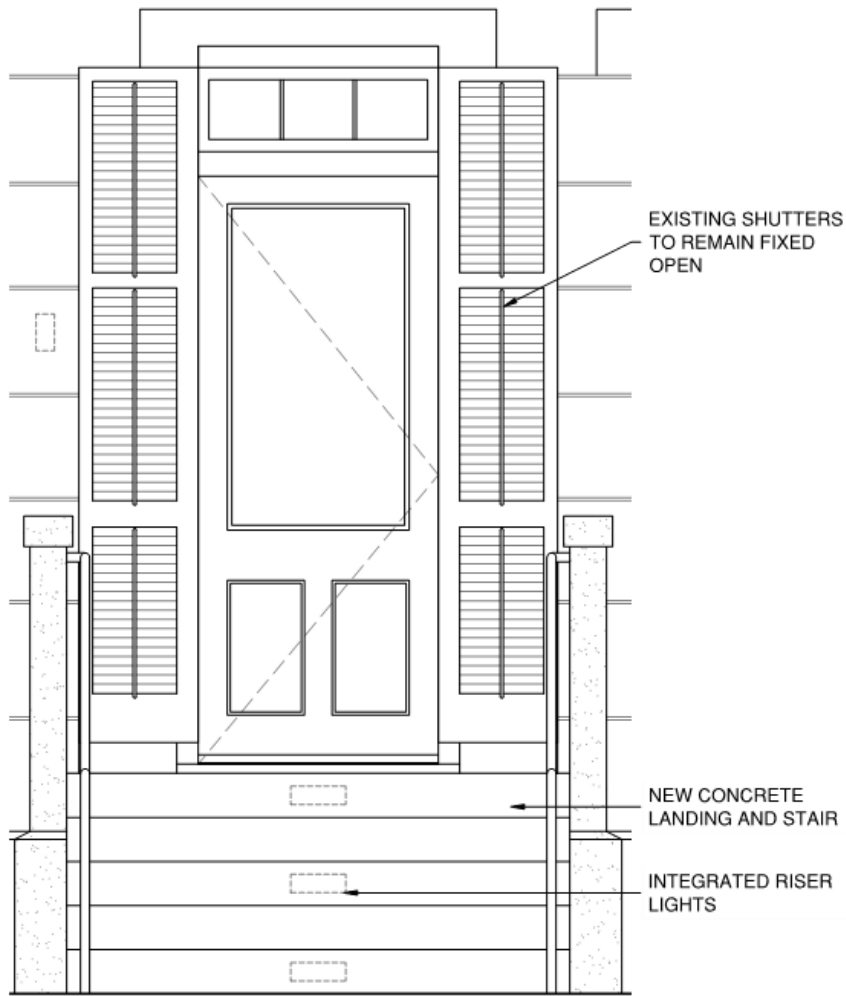 EXISTING SHUTTERS
TO REMAIN FIXED
OPEN
NEW CONCRETE
LANDING AND STAIR
INTEGRATED RISER
LIGHTS